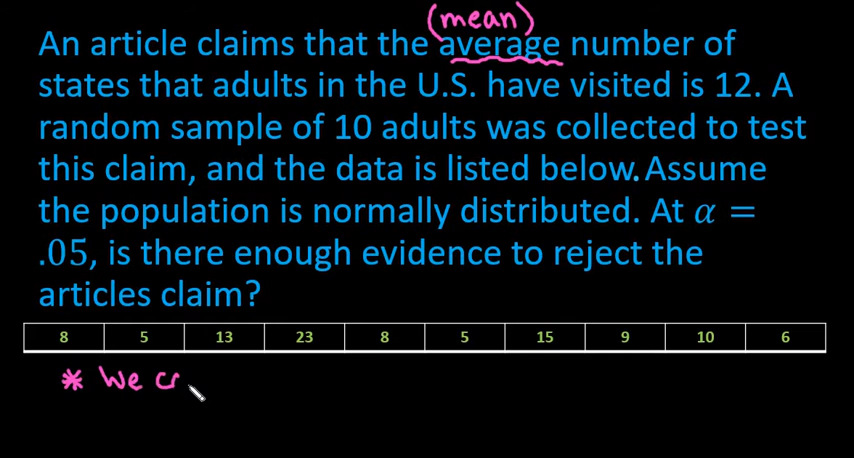 (mean)
An article claims that the average number of
states that adults in the U.S. have visited is 12. A
random sample of 10 adults was collected to test
this claim, and the data is listed below. Assume
the population is normally distributed. At α =
.05, is there enough evidence to reject the
articles claim?
8 5 13 23 8 5 15 9 10 6
* We